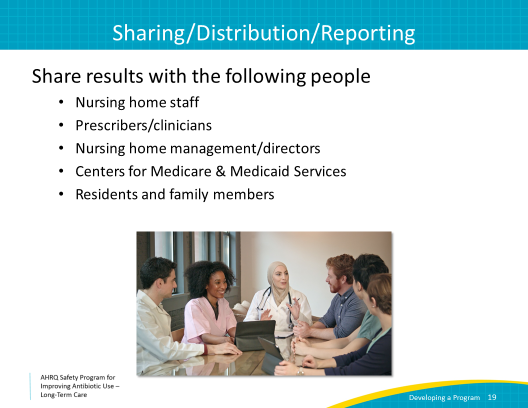 Sharing/Distribution/Reporting
Share results with the following people
• Nursing home staff
• Prescribers/clinicians
• Nursing home management/directors
• Centers for Medicare & Medicaid Services
• Residents and family members
AHRQ Safety Program for
Improving Antibiotic Use –
Long-Term Care
Developing a Program 19